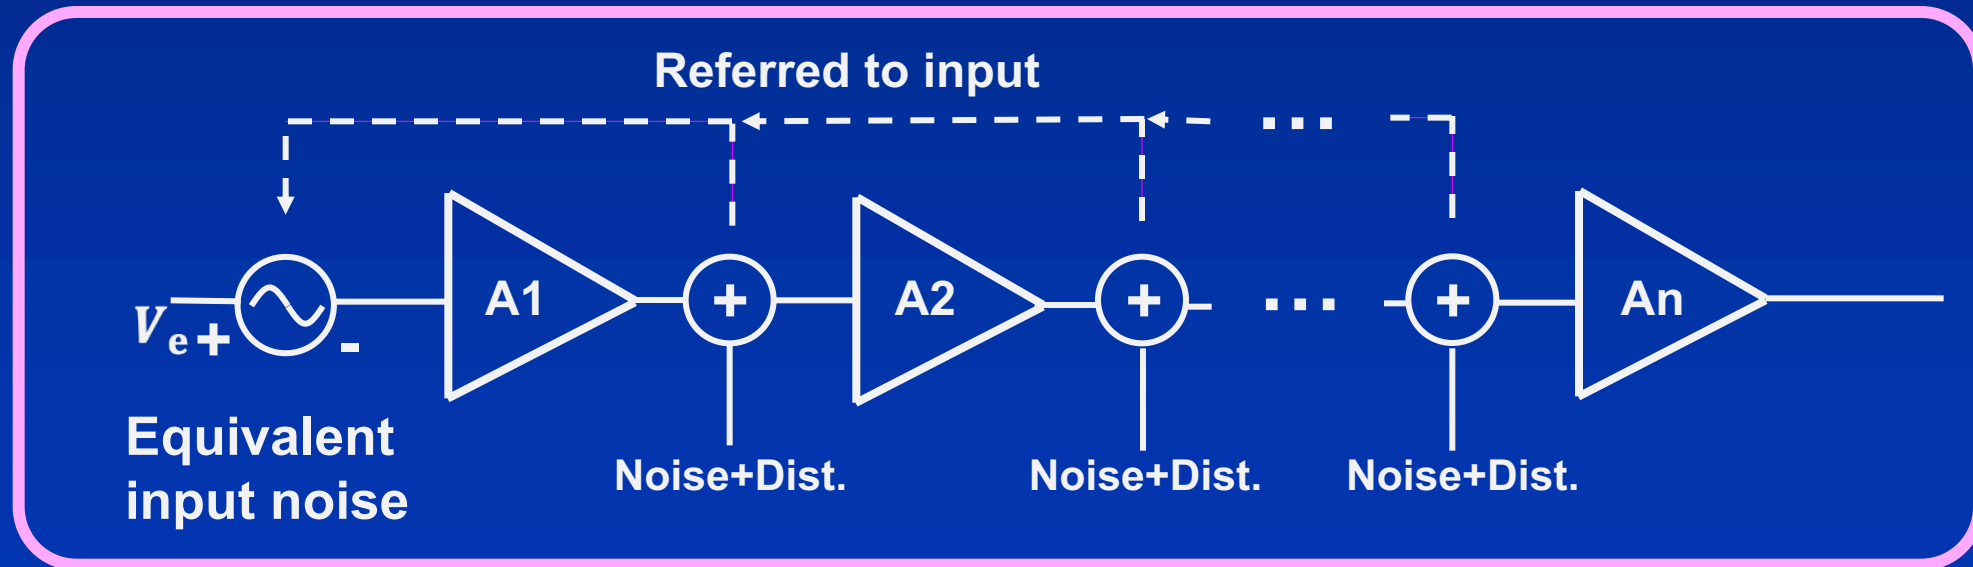 Referred to input
...
A1
+
A2
+
...
+
An
Ve+
-
Equivalent
input noise
Noise+Dist.
Noise+Dist.
Noise+Dist.